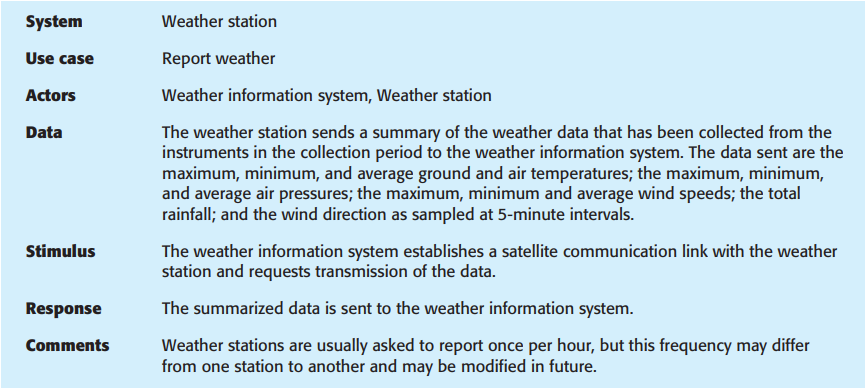 System Weather station
Use case Report weather
Actors Weather information system, Weather station
Data The weather station sends a summary of the weather data that has been collected from the
instruments in the collection period to the weather information system. The data sent are the
maximum, minimum, and average ground and air temperatures; the maximum, minimum,
and average air pressures; the maximum, minimum and average wind speeds; the total
rainfall; and the wind direction as sampled at 5-minute intervals.
Stimulus The weather information system establishes a satellite communication link with the weather
station and requests transmission of the data.
Response The summarized data is sent to the weather information system.
Comments Weather stations are usually asked to report once per hour, but this frequency may differ
from one station to another and may be modified in future.